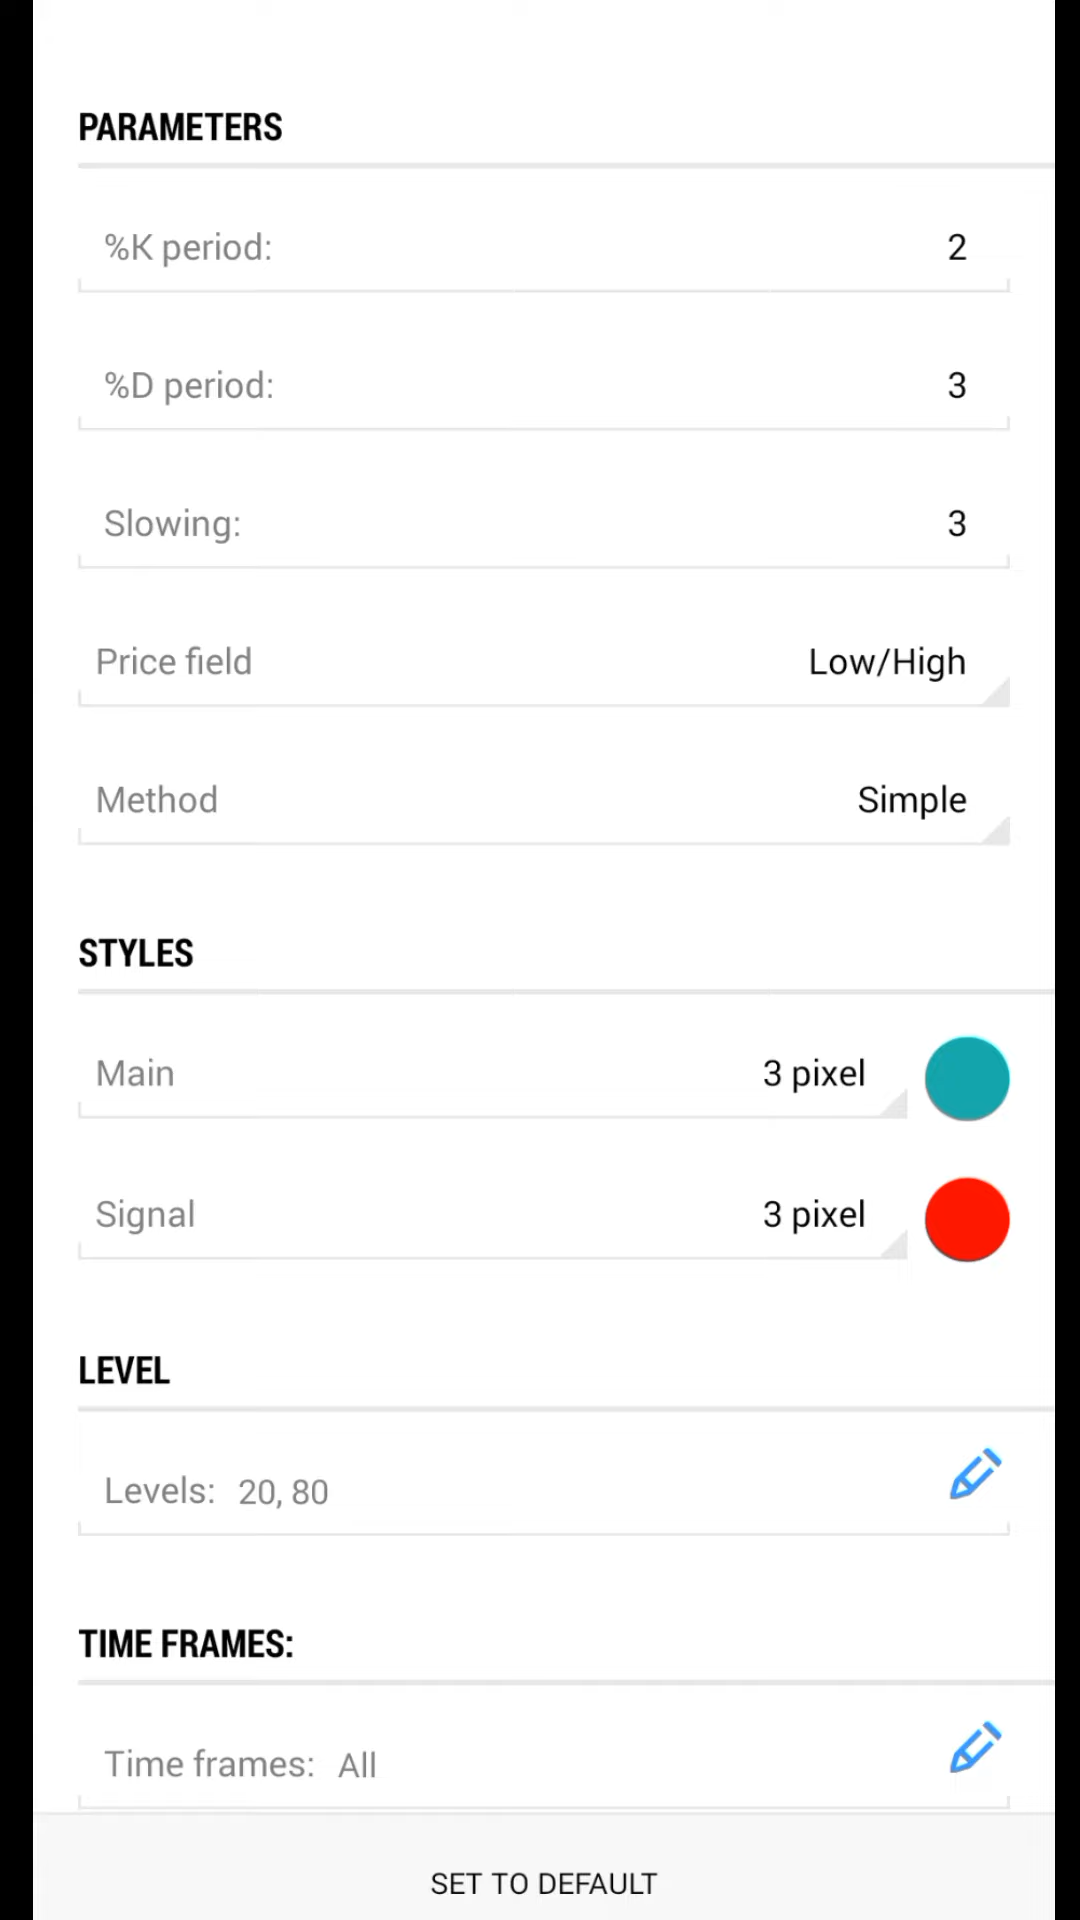 PARAMETERS
%K period: 2
%D period: 3
Slowing: 3
Price field Low/High
Method Simple
STYLES
Main 3 pixel
Signal 3 pixel
LEVEL
Levels: 20, 80
TIME FRAMES:
Time frames: All
SET TO DEFAULT